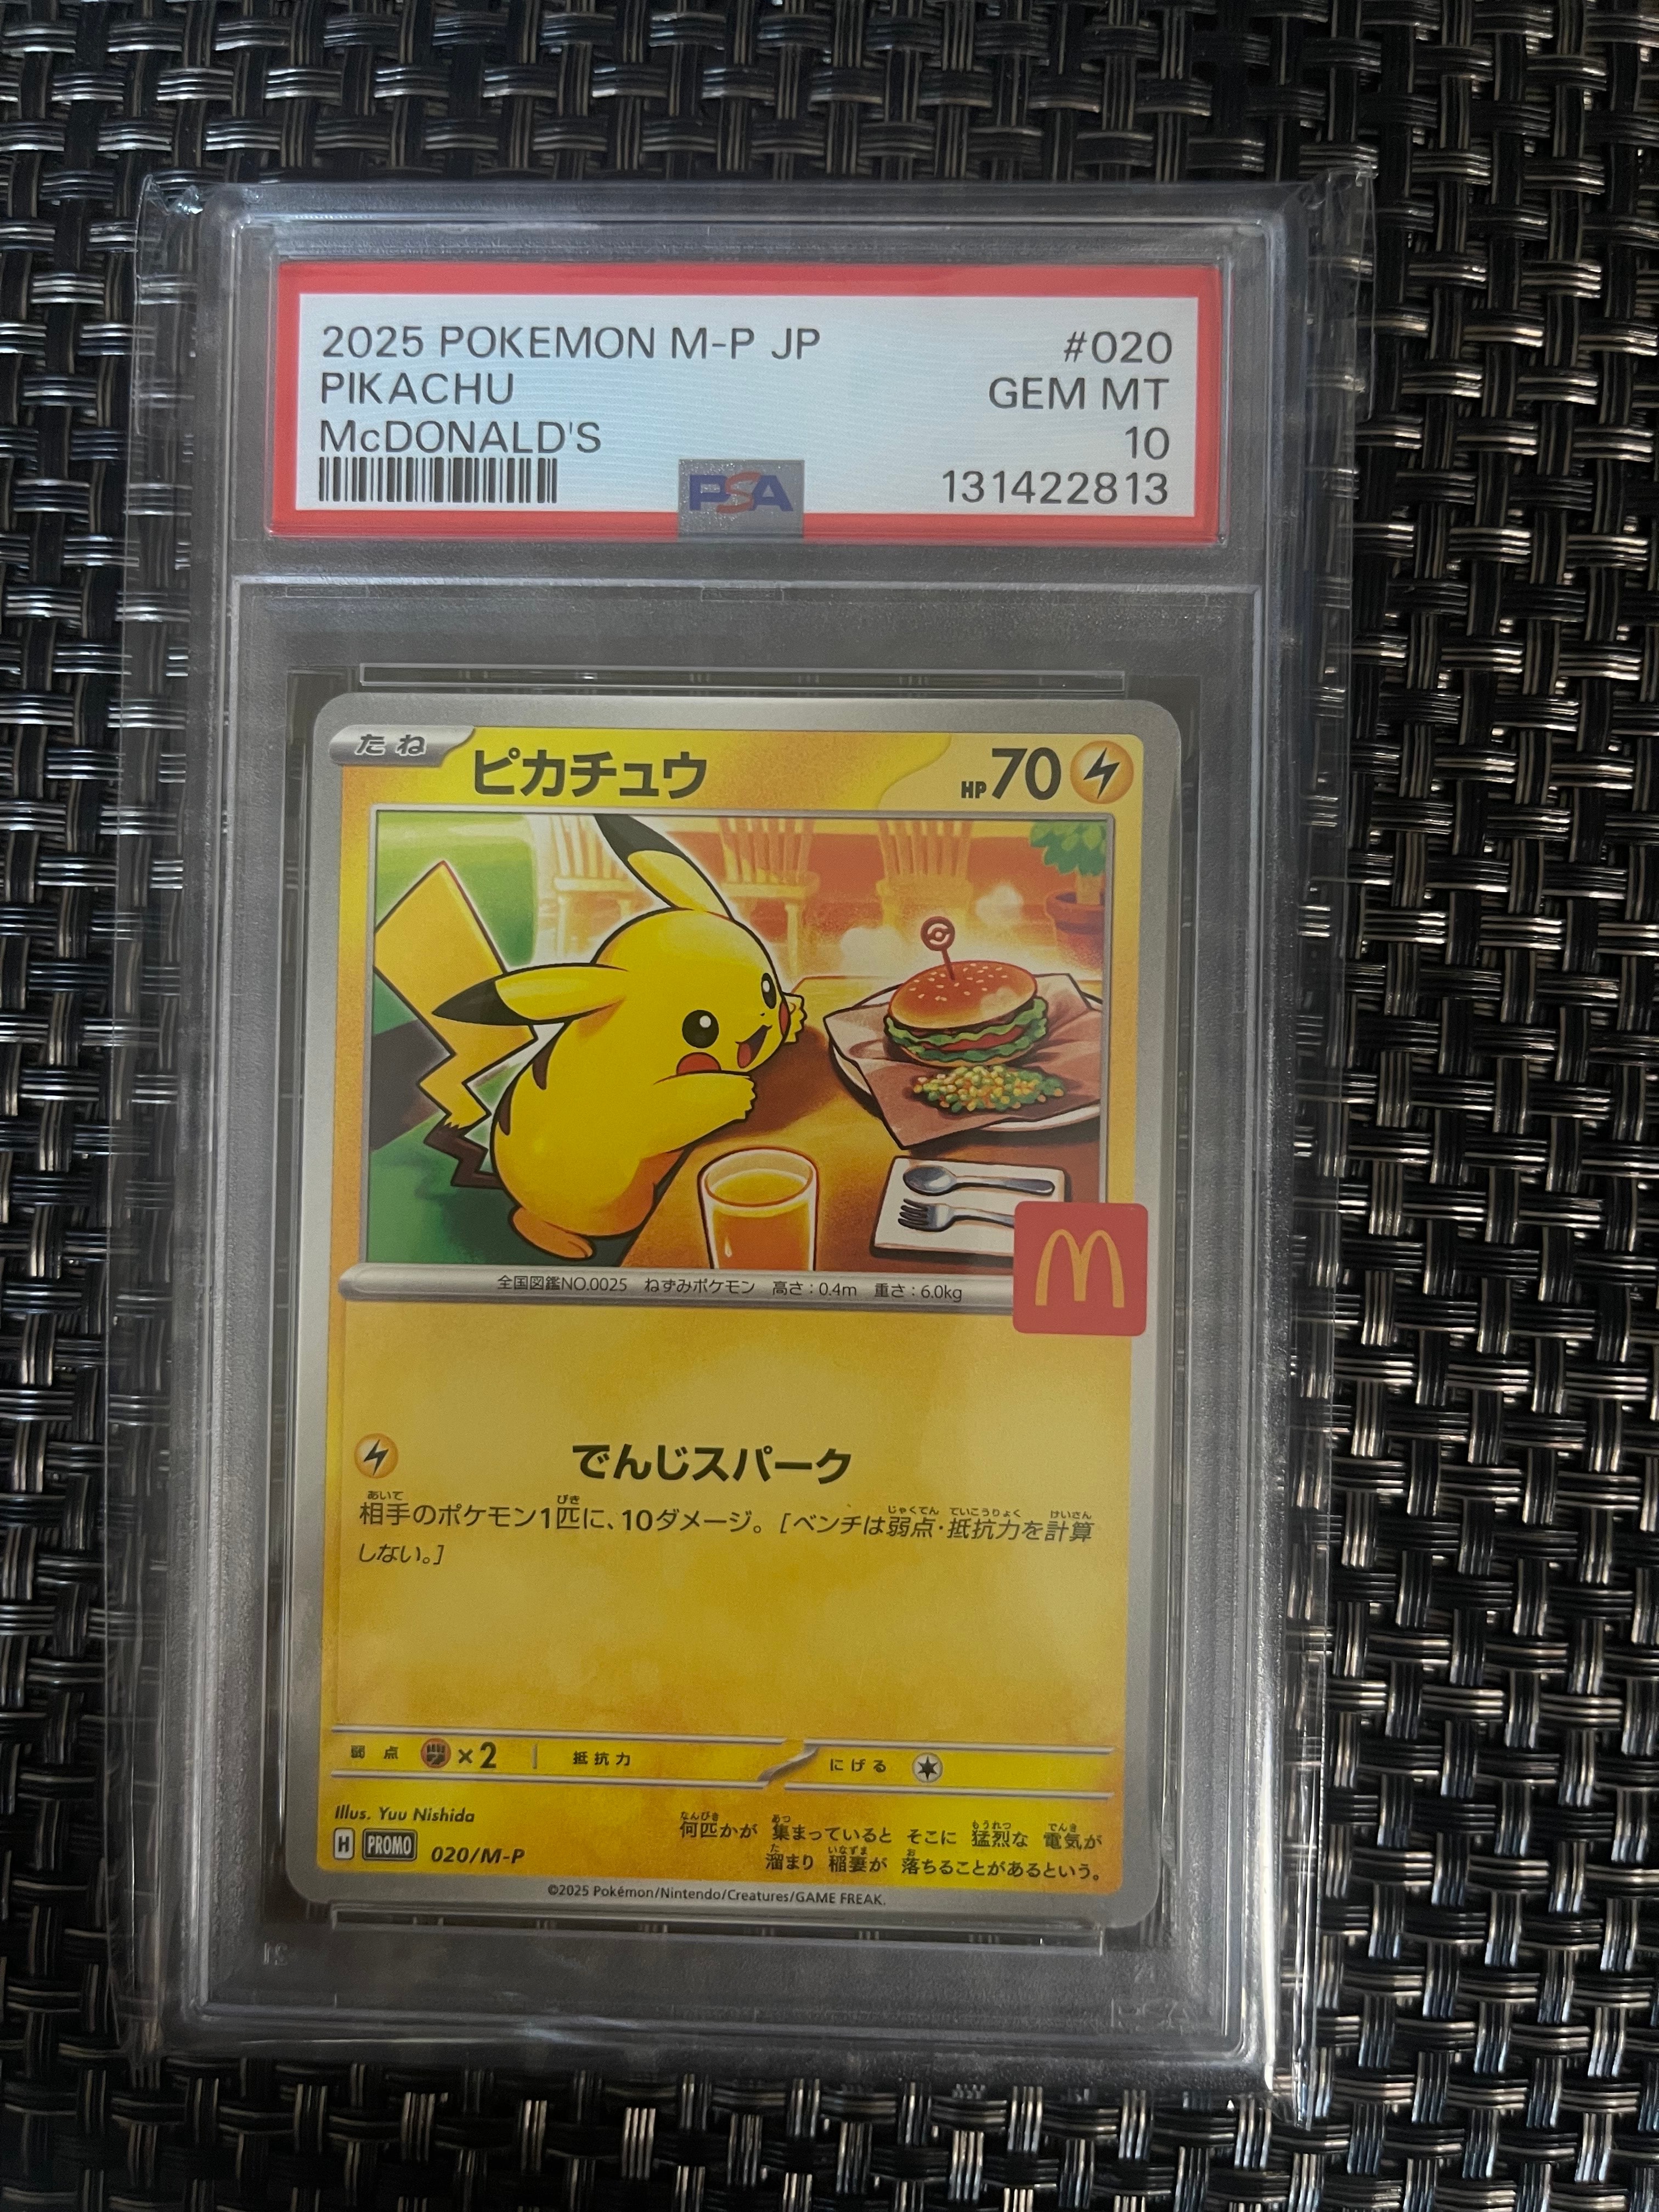 2025 POKEMON M-P JP #020
PIKACHU GEM MT
McDONALD'S 10
PSA 131422813
たね ピカチュウ HP70
全国図鑑NO.0025 ねずみポケモン 高さ:0.4m 重さ:6.0kg
でんじスパーク
相手のポケモン1匹に、10ダメージ。[ベンチは弱点・抵抗力を計算
しない。]
弱点 ×2 抵抗力 にげる
Illus. Yuu Nishida
H PROMO 020/M-P
何匹かが 集まっていると そこに 猛烈な 電気が
溜まり 稲妻が 落ちることがあるという。
©2025 Pokémon/Nintendo/Creatures/GAME FREAK.